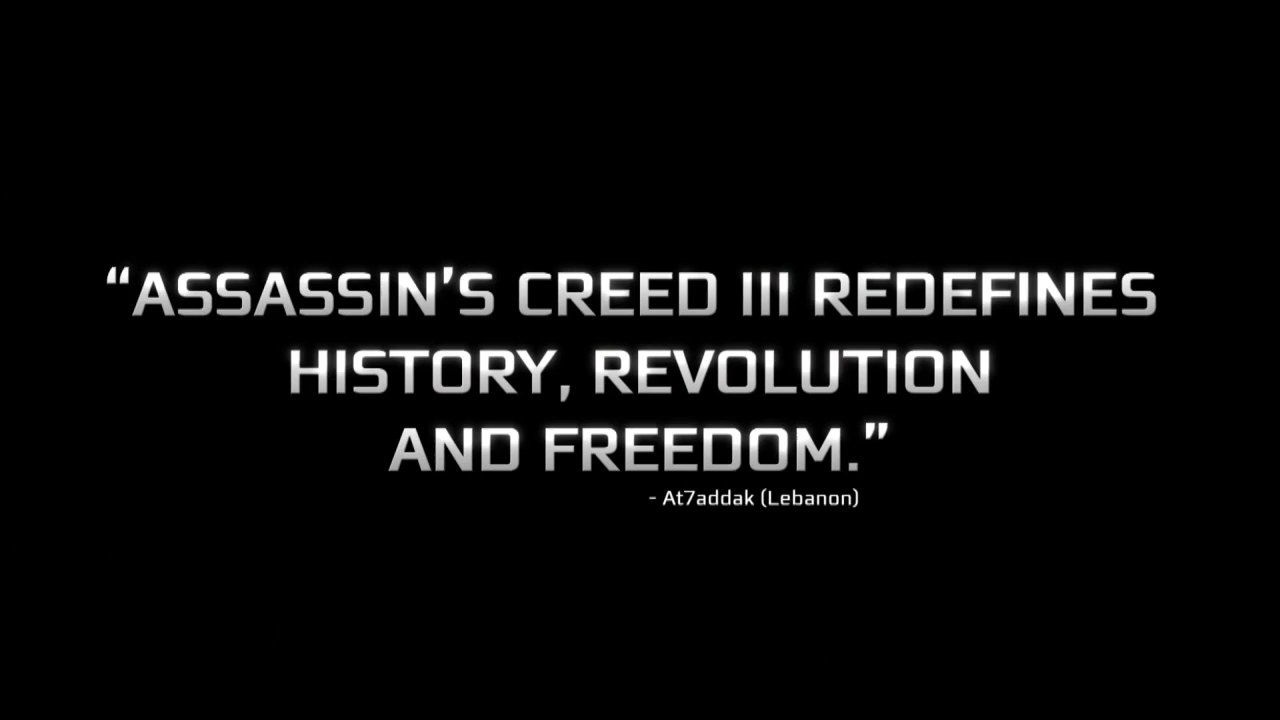 “ASSASSIN’S CREED III REDEFINES
HISTORY, REVOLUTION
AND FREEDOM.”
- At7addak (Lebanon)